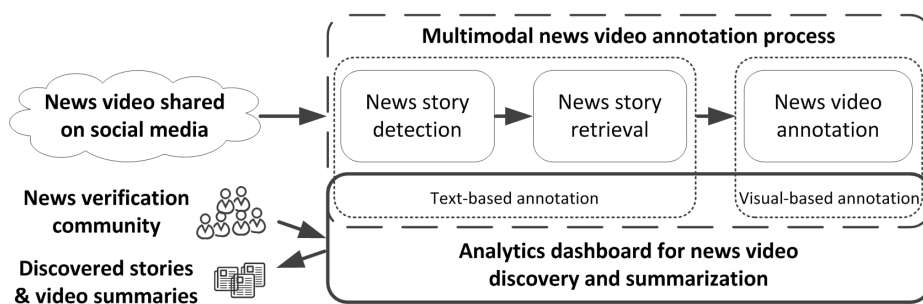 Multimodal news video annotation process
News video shared
on social media
News story
detection
News story
retrieval
News video
annotation
Text-based annotation
Visual-based annotation
News verification
community
Discovered stories
& video summaries
Analytics dashboard for news video
discovery and summarization